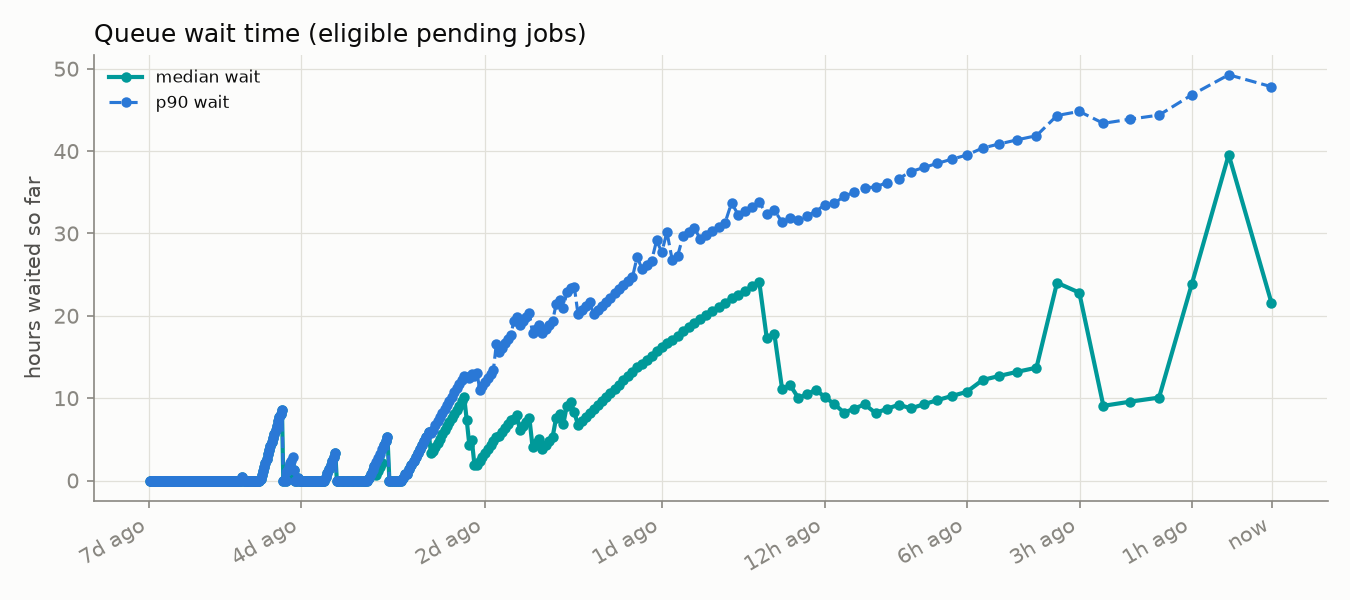 Queue wait time (eligible pending jobs)
median wait
p90 wait
hours waited so far
50
40
30
20
10
0
7d ago
4d ago
2d ago
1d ago
12h ago
6h ago
3h ago
1h ago
now